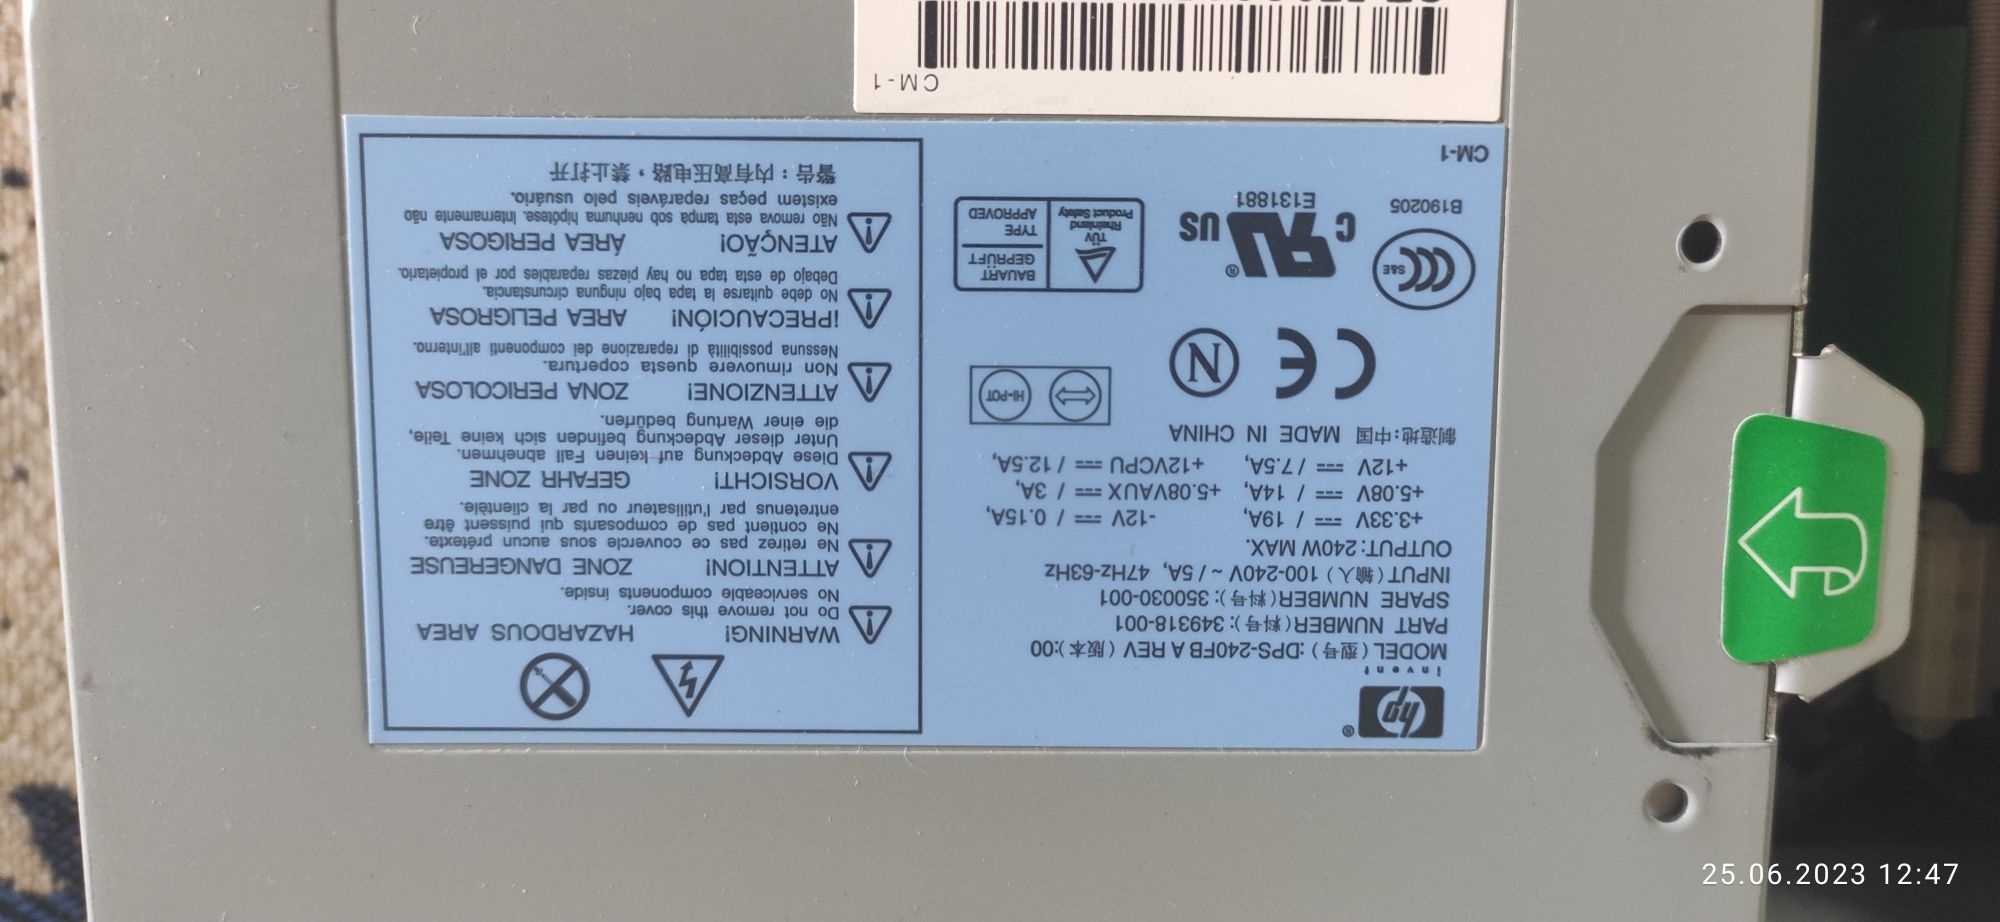 hp®
invent
MODEL（型号）:DPS-240FB A REV（版本）:00
PART NUMBER（料号）: 349318-001
SPARE NUMBER（料号）: 350030-001
INPUT（输入）100-240V ~ / 5A, 47Hz-63Hz
OUTPUT: 240W MAX.
+3.33V ⎓ / 19A, -12V ⎓ / 0.15A,
+5.08V ⎓ / 14A, +5.08VAUX ⎓ / 3A,
+12V ⎓ / 7.5A, +12VCPU ⎓ / 12.5A,
制造地:中国 MADE IN CHINA
HI-POT
CE N
CCC S&E
B190205
C RU US ®
E131881
TÜV
Rheinland
Product Safety
BAUART
GEPRÜFT
TYPE
APPROVED
CM-1
WARNING! HAZARDOUS AREA
Do not remove this cover.
No serviceable components inside.
ATTENTION! ZONE DANGEREUSE
Ne retirez pas ce couvercle sous aucun prétexte.
Ne contient pas de composants qui puissent être
entretenus par l'utilisateur ou par la clientèle.
VORSICHT! GEFAHR ZONE
Diese Abdeckung auf keinen Fall abnehmen.
Unter dieser Abdeckung befinden sich keine Teile,
die einer Wartung bedürfen.
ATTENZIONE! ZONA PERICOLOSA
Non rimuovere questa copertura.
Nessuna possibilità di reparazione dei componenti all'interno.
¡PRECAUCIÓN! AREA PELIGROSA
No debe quitarse la tapa bajo ninguna circunstancia.
Debajo de esta tapa no hay piezas reparables por el propietario.
ATENÇÃO! ÁREA PERIGOSA
Não remova esta tampa sob nenhuma hipótese. Internamente não
existem peças reparáveis pelo usuário.
警告：内有高压电路，禁止打开
CM-1
25.06.2023 12:47